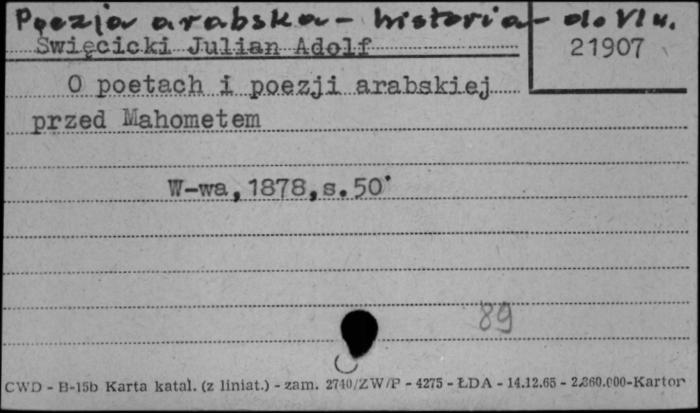 Poezja arabska - historia - do VI w.
Święcicki Julian Adolf
21907
O poetach i poezji arabskiej
przed Mahometem
W-wa,1878,s.50
89
CWD - B-15b Karta katal. (z liniat.) - zam. 2740/ZW/P - 4275 - ŁDA - 14.12.65 - 2.360.000-Kartor